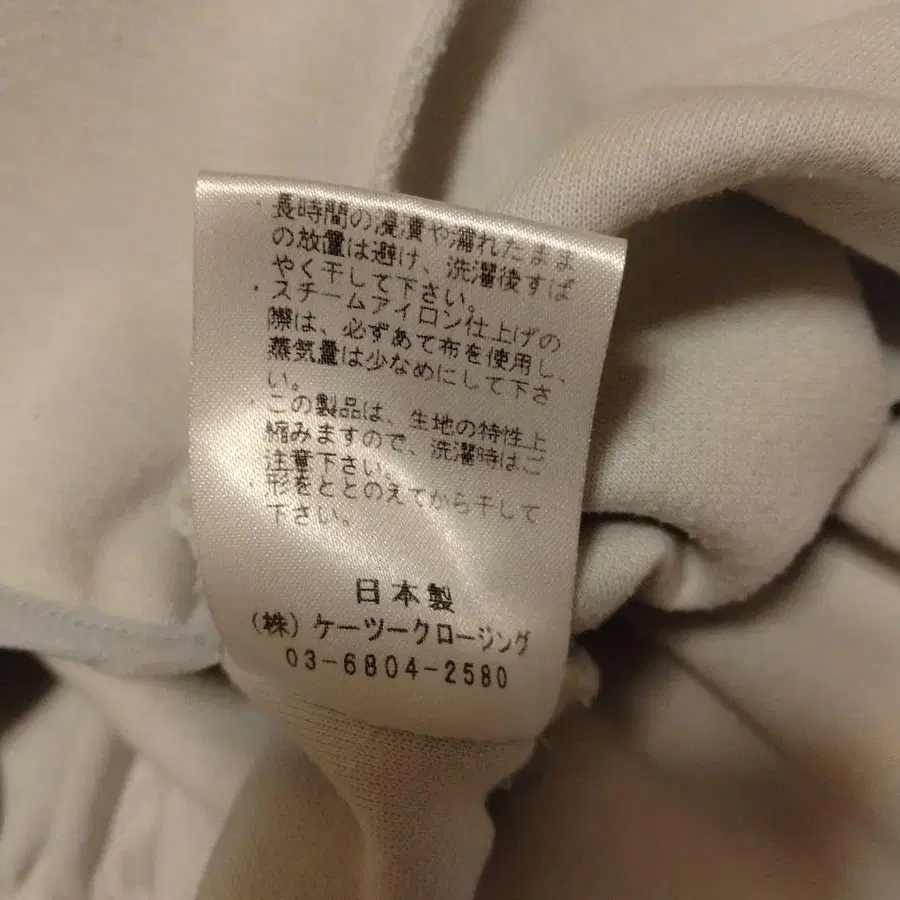 ・長時間の浸漬や濡れたまま
の放置は避け、洗濯後すば
やく干して下さい。
・スチームアイロン仕上げの
際は、必ずあて布を使用し、
蒸気量は少なめにして下さ
い。
・この製品は、生地の特性上
縮みますので、洗濯時はご
注意下さい。
・形をととのえてから干して
下さい。
日本製
(株)ケーツークロージング
03-6804-2580